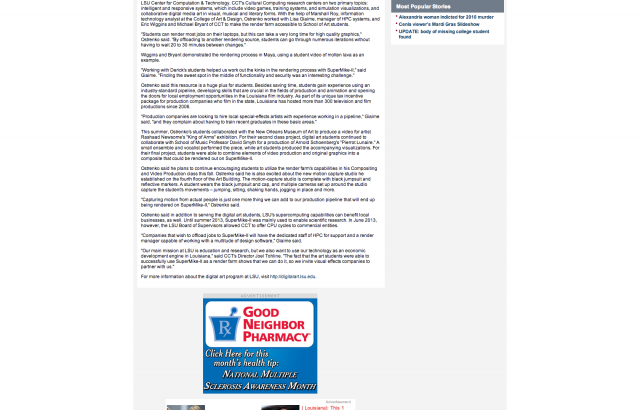 LSU Center for Computation & Technology. CCT's Cultural Computing research centers on two primary topics:
intelligent and responsive systems, which include video games, training systems, and simulation visualizations, and
collaborative digital media art in visual, musical and literary forms. With the help of Marshall Roy, information
technology analyst at the College of Art & Design, Ostrenko worked with Lisa Giaime, manager of HPC systems, and
Eric Wiggins and Michael Bryant of CCT to make the render farm accessible to School of Art students.
"Students can render most jobs on their laptops, but this can take a very long time for high quality graphics,"
Ostrenko said. "By offloading to another rendering source, students can go through numerous iterations without
having to wait 20 to 30 minutes between changes."
Wiggins and Bryant demonstrated the rendering process in Maya, using a student video of molten lava as an
example.
"Working with Derick's students helped us work out the kinks in the rendering process with SuperMike-II," said
Giaime. "Finding the sweet spot in the middle of functionality and security was an interesting challenge."
Ostrenko said this resource is a huge plus for students. Besides saving time, students gain experience using an
industry-standard pipeline, developing skills that are crucial in the fields of production and animation and opening
the doors for local employment opportunities in the Louisiana film industry. As part of its unique tax incentive
package for production companies who film in the state, Louisiana has hosted more than 300 television and film
productions since 2006.
"Production companies are looking to hire local special-effects artists with experience working in a pipeline," Giaime
said, "and they complain about having to train recent graduates in these basic areas."
This summer, Ostrenko's students collaborated with the New Orleans Museum of Art to produce a video for artist
Rashaad Newsome's "King of Arms" exhibition. For their second class project, digital art students continued to
collaborate with School of Music Professor David Smyth for a production of Arnold Schoenberg's "Pierrot Lunaire." A
small ensemble and vocalist performed the piece, while art students produced the accompanying visualizations. For
the final project, students were able to combine elements of video production and original graphics into a
composite that could be rendered out on SuperMike-II.
Ostrenko said he plans to continue encouraging students to utilize the render farm's capabilities in his Compositing
and Video Production class this fall. Ostrenko said he is also excited about the new motion capture studio he
established on the fourth floor of the Art Building. The motion-capture studio is complete with black jumpsuit and
reflective markers. A student wears the black jumpsuit and cap, and multiple cameras set up around the studio
capture the student's movements – jumping, sitting, shaking hands, jogging in place and more.
"Capturing motion from actual people is just one more thing we can add to our production pipeline that will end up
being rendered on SuperMike-II," Ostrenko said.
Ostrenko said in addition to serving the digital art students, LSU's supercomputing capabilities can benefit local
businesses, as well. Until summer 2013, SuperMike-II was mainly used to enable scientific research. In June 2013,
however, the LSU Board of Supervisors allowed CCT to offer CPU cycles to commercial entities.
"Companies that wish to offload jobs to SuperMike-II will have the dedicated staff of HPC for support and a render
manager capable of working with a multitude of design software," Giaime said.
"Our main mission at LSU is education and research, but we also want to use our technology as an economic
development engine in Louisiana," said CCT's Director Joel Tohline. "The fact that the art students were able to
successfully use SuperMike-II as a render farm shows that we can do it, so we invite visual effects companies to
partner with us."
For more information about the digital art program at LSU, visit http://digitalart.lsu.edu.
Most Popular Stories
Alexandria woman indicted for 2010 murder
Conla viewer's Mardi Gras Slideshow
UPDATE: body of missing college student
found
ADVERTISEMENT
GOOD
NEIGHBOR
PHARMACY®
Click Here for this
month's health tip:
NATIONAL MULTIPLE
SCLEROSIS AWARENESS MONTH
Advertisement
(Louisiana): This 1